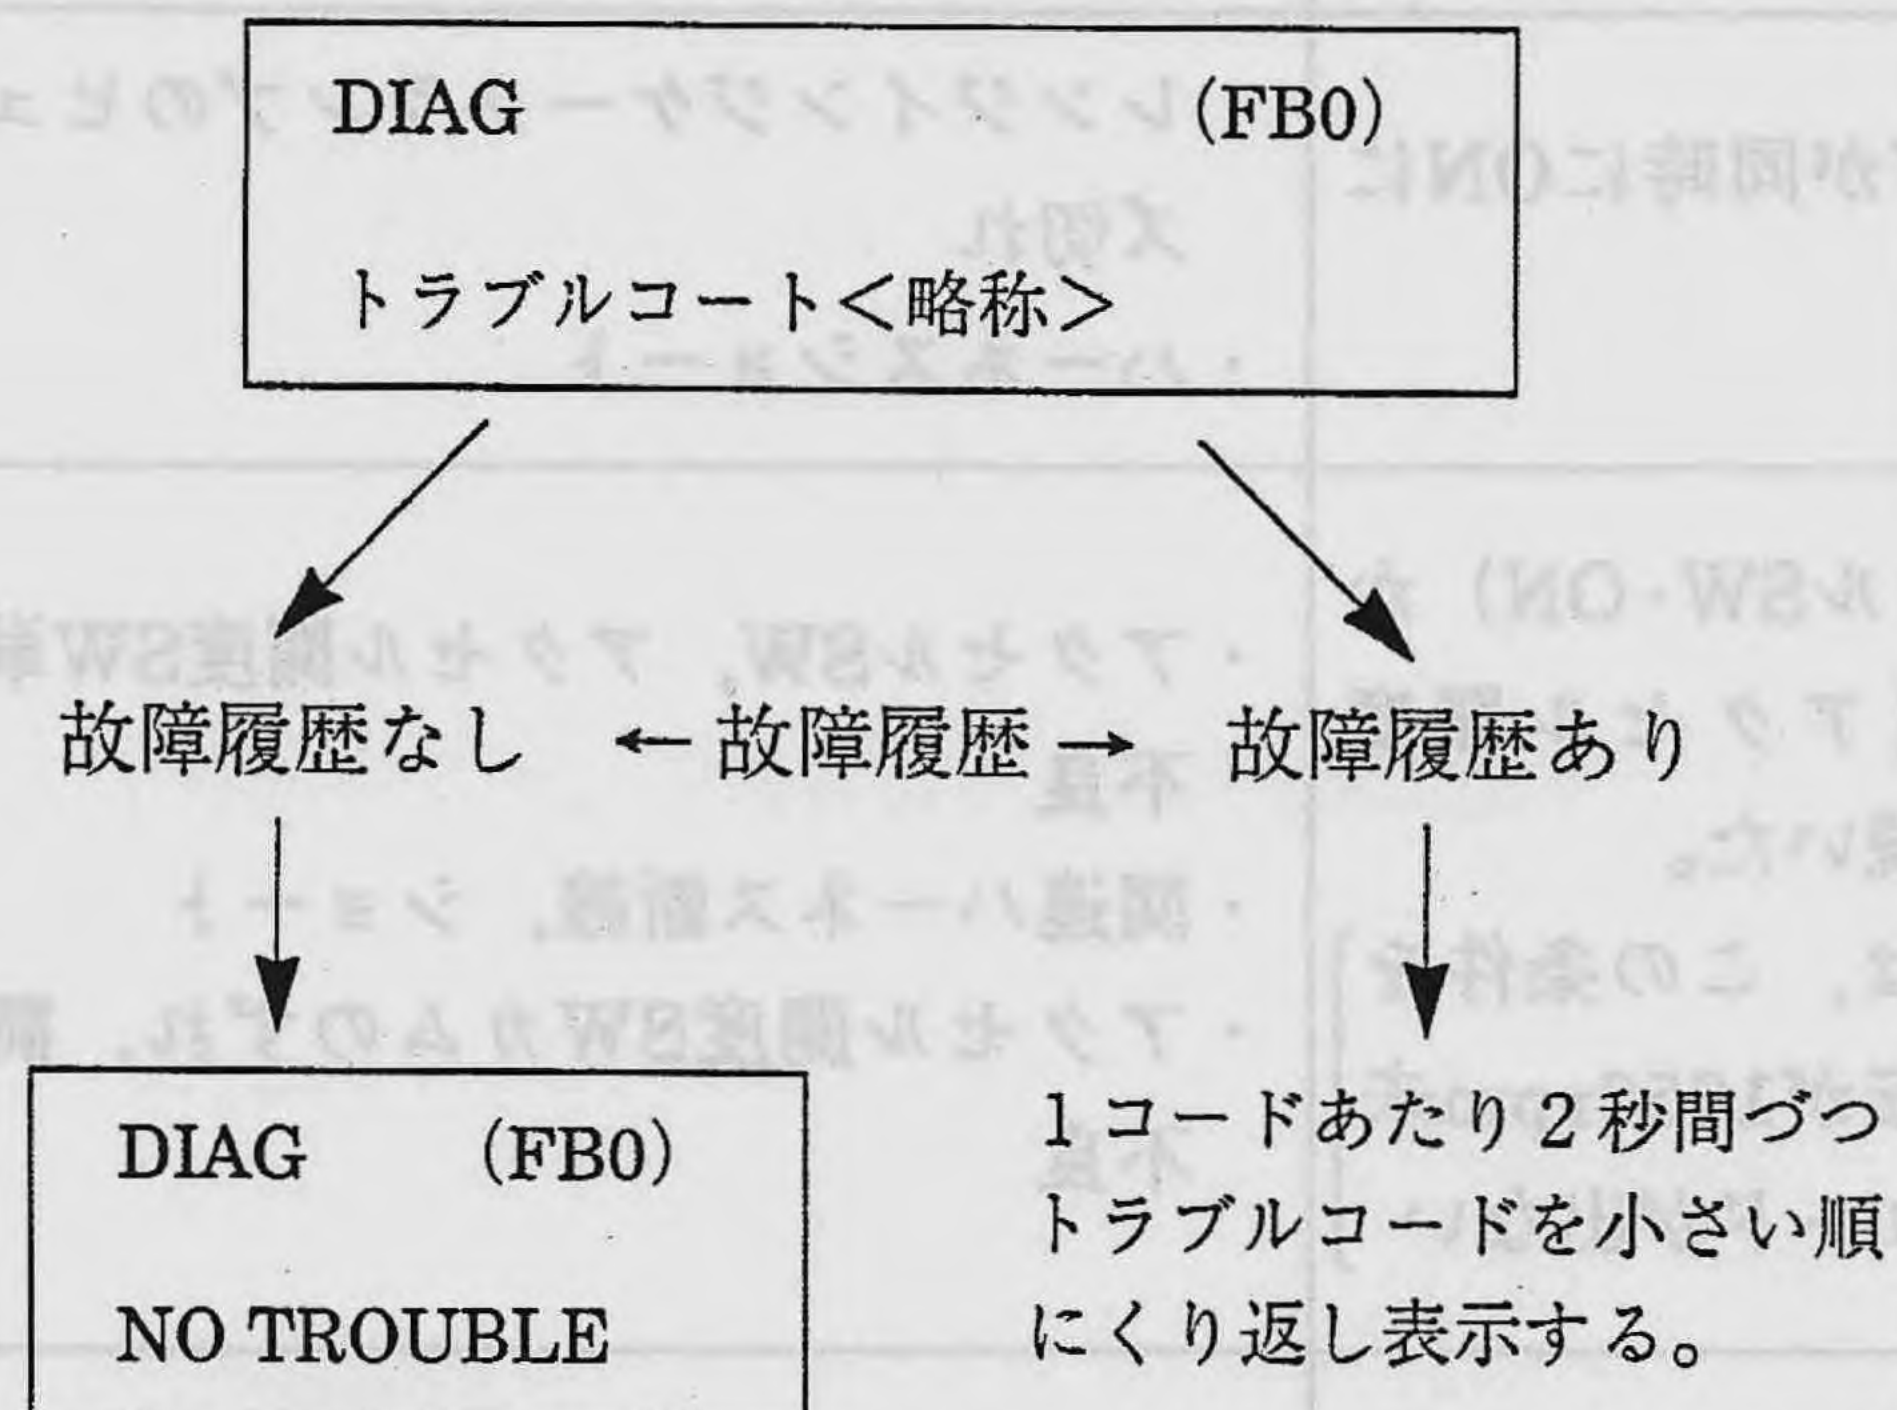 DIAG (FB0)
トラブルコート＜略称＞
故障履歴なし ← 故障履歴 → 故障履歴あり
DIAG (FB0)
NO TROUBLE
1コードあたり2秒間づつ
トラブルコードを小さい順
にくり返し表示する。